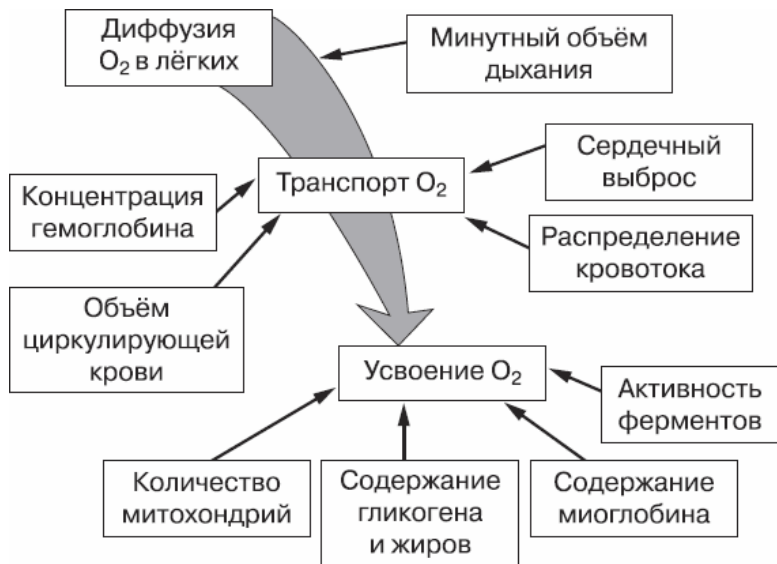 Диффузия
O₂ в лёгких
Минутный объём
дыхания
Сердечный
выброс
Транспорт O₂
Концентрация
гемоглобина
Распределение
кровотока
Объём
циркулирующей
крови
Усвоение O₂
Активность
ферментов
Количество
митохондрий
Содержание
гликогена
и жиров
Содержание
миоглобина